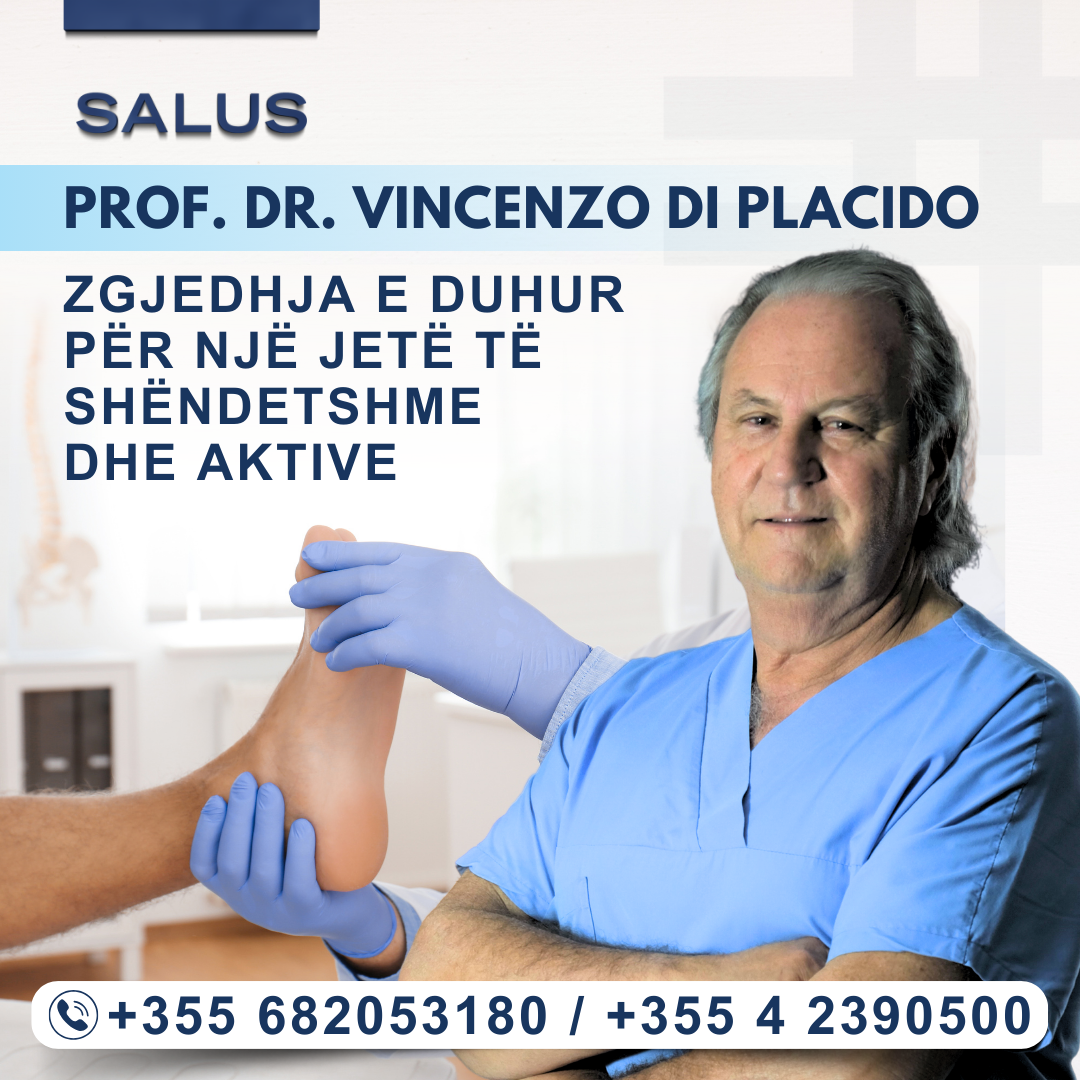 SALUS
PROF. DR. VINCENZO DI PLACIDO
ZGJEDHJA E DUHUR
PËR NJË JETË TË
SHËNDETSHME
DHE AKTIVE
+355 682053180 / +355 4 2390500